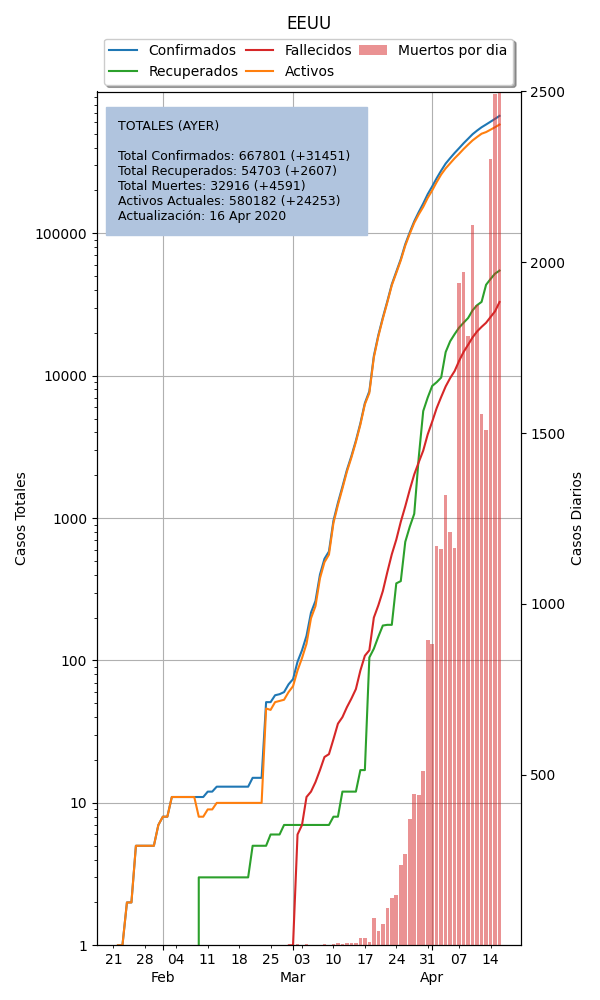 EEUU
Confirmados
Recuperados
Fallecidos
Activos
Muertos por dia
TOTALES (AYER)
Total Confirmados: 667801 (+31451)
Total Recuperados: 54703 (+2607)
Total Muertes: 32916 (+4591)
Activos Actuales: 580182 (+24253)
Actualización: 16 Apr 2020
Casos Totales
100000
10000
1000
100
10
1
2500
2000
1500
1000
500
Casos Diarios
21 28 04 11 18 25 03 10 17 24 31 07 14
Feb Mar Apr